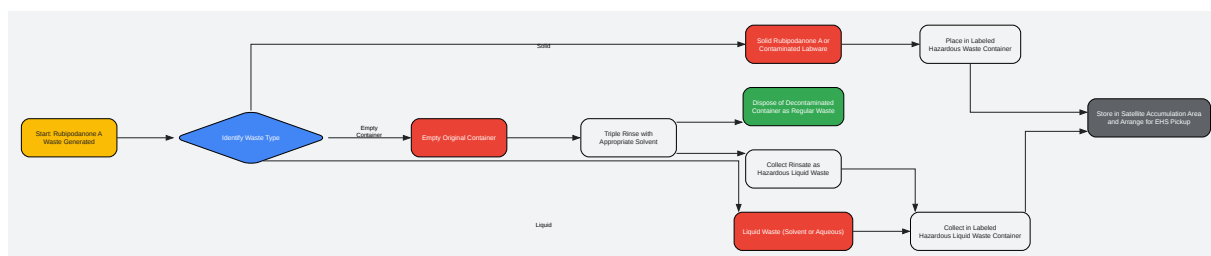 Solid
Solid Rubipodanone A or
Contaminated Labware
Place in Labeled
Hazardous Waste Container
Dispose of Decontaminated
Container as Regular Waste
Store in Satellite Accumulation Area
and Arrange for EHS Pickup
Start: Rubipodanone A
Waste Generated
Identify Waste Type
Empty
Container
Empty Original Container
Triple Rinse with
Appropriate Solvent
Collect Rinsate as
Hazardous Liquid Waste
Liquid
Liquid Waste (Solvent or Aqueous)
Collect in Labeled
Hazardous Liquid Waste Container